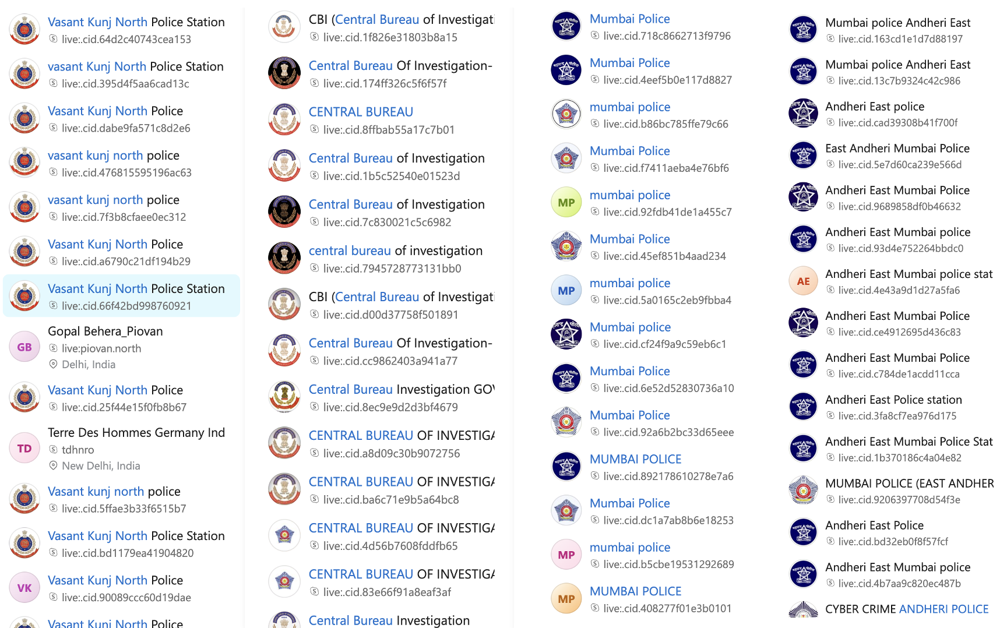 Vasant Kunj North Police Station
live:.cid.64d2c40743cea153
vasant Kunj North Police Station
live:.cid.395d4f5aa6cad13c
Vasant Kunj North Police
live:.cid.dabe9fa571c8d2e6
vasant kunj north police
live:.cid.476815595196ac63
vasant kunj north police
live:.cid.7f3b8cfaee0ec312
Vasant Kunj North Police
live:.cid.a6790c21df194b29
Vasant Kunj North Police Station
live:.cid.66f42bd998760921
GB
Gopal Behera_Piovan
live:piovan.north
Delhi, India
Vasant Kunj North Police
live:.cid.25f44e15f0fb8b67
TD
Terre Des Hommes Germany Ind
tdhnro
New Delhi, India
Vasant kunj north police
live:.cid.5ffae3b33f6515b7
Vasant Kunj North Police Station
live:.cid.bd1179ea41904820
VK
Vasant Kunj North Police
live:.cid.90089ccc60d19dae
Vasant Kunj North Police
CBI (Central Bureau of Investigati
live:.cid.1f826e31803b8a15
Central Bureau Of Investigation-
live:.cid.174ff326c5f6f57f
CENTRAL BUREAU
live:.cid.8ffbab55a17c7b01
Central Bureau of Investigation
live:.cid.1b5c52540e01523d
Central Bureau of Investigation
live:.cid.7c830021c5c6982
central bureau of investigation
live:.cid.7945728773131bb0
CBI (Central Bureau of Investigati
live:.cid.d00d37758f501891
Central Bureau Of Investigation-
live:.cid.cc9862403a941a77
Central Bureau Investigation GOV
live:.cid.8ec9e9d2d3bf4679
CENTRAL BUREAU OF INVESTIGA
live:.cid.a8d09c30b9072756
CENTRAL BUREAU OF INVESTIGA
live:.cid.ba6c71e9b5a64bc8
CENTRAL BUREAU OF INVESTIGA
live:.cid.4d56b7608fddfb65
CENTRAL BUREAU OF INVESTIGA
live:.cid.83e66f91a8eaf3af
Central Bureau Investigation
Mumbai Police
live:.cid.718c8662713f9796
Mumbai Police
live:.cid.4eef5b0e117d8827
mumbai police
live:.cid.b86bc785ffe79c66
Mumbai Police
live:.cid.f7411aeba4e76bf6
MP
mumbai police
live:.cid.92fdb41de1a455c7
Mumbai Police
live:.cid.45ef851b4aad234
MP
mumbai police
live:.cid.5a0165c2eb9fbba4
Mumbai police
live:.cid.cf24f9a9c59eb6c1
Mumbai Police
live:.cid.6e52d52830736a10
Mumbai Police
live:.cid.92a6b2bc33d65eee
MUMBAI POLICE
live:.cid.892178610278e7a6
Mumbai Police
live:.cid.dc1a7ab8b6e18253
MP
mumbai police
live:.cid.b5cbe19531292689
MP
MUMBAI POLICE
live:.cid.408277f01e3b0101
Mumbai police Andheri East
live:.cid.163cd1e1d7d88197
Mumbai police Andheri East
live:.cid.13c7b9324c42c986
Andheri East police
live:.cid.cad39308b41f700f
East Andheri Mumbai Police
live:.cid.5e7d60ca239e566d
Andheri East Mumbai Police
live:.cid.9689858df0b46632
Andheri East Mumbai police
live:.cid.93d4e752264bbdc0
AE
Andheri East Mumbai police stat
live:.cid.4e43a9d1d27a5fa6
Andheri East Mumbai Police
live:.cid.ce4912695d436c83
Andheri East Mumbai Police
live:.cid.c784de1acdd11cca
Andheri East Police station
live:.cid.3fa8cf7ea976d175
Andheri East Mumbai Police Stat
live:.cid.1b370186c4a04e82
MUMBAI POLICE (EAST ANDHER
live:.cid.9206397708d54f3e
Andheri East Police
live:.cid.bd32eb0f8f57fcf
Andheri East Mumbai police
live:.cid.4b7aa9c820ec487b
CYBER CRIME ANDHERI POLICE